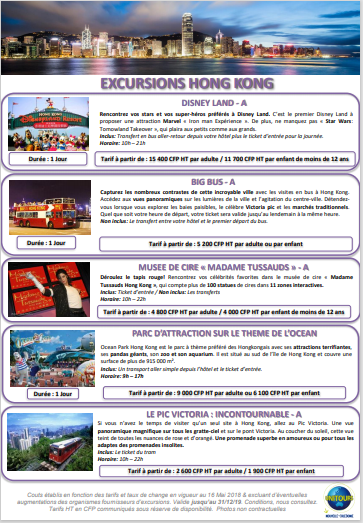 EXCURSIONS HONG KONG
DISNEY LAND - A
Rencontrez vos stars et vos super-héros préférés à Disney Land. C'est le premier Disney Land à
proposer une attraction Marvel « Iron man Expérience ». De plus, ne manquez pas « Star Wars:
Tomowland Takeover », qui plaira aux petits comme aux grands.
Inclus: Transfert en bus aller-retour depuis votre hôtel plus le ticket d'entrée pour la journée.
Horaire: 10h – 21h
Durée : 1 Jour
Tarif à partir de : 15 400 CFP HT par adulte / 11 700 CFP HT par enfant de moins de 12 ans
BIG BUS - A
Capturez les nombreux contrastes de cette incroyable ville avec les visites en bus à Hong Kong.
Accédez aux vues panoramiques sur les lumières de la ville et l'agitation du centre-ville. Détendez-
vous lorsque vous explorez les baies paisibles, le célèbre Victoria pic et les marchés traditionnels.
Quel que soit votre heure de départ, votre ticket sera valide jusqu'au lendemain à la même heure.
Non Inclus: Le transfert entre votre hôtel et le premier départ du bus.
Durée : 1 Jour
Tarif à partir de : 5 200 CFP HT par adulte ou par enfant
MUSEE DE CIRE « MADAME TUSSAUDS » - A
Déroulez le tapis rouge! Rencontrez vos célébrités favorites dans le musée de cire « Madame
Tussauds Hong Kong », qui compte plus de 100 statues de cires dans 11 zones interactives.
Inclus: Ticket d'entrée / Non Inclus: Les transferts
Horaire: 10h – 22h
Tarif à partir de : 4 800 CFP HT par adulte / 4 000 CFP HT par enfant de moins de 12 ans
PARC D'ATTRACTION SUR LE THEME DE L'OCEAN
Ocean Park Hong Kong est le parc à thème préféré des Hongkongais avec ses attractions terrifiantes,
ses pandas géants, son zoo et son aquarium. Il est situé au sud de l'île de Hong Kong et couvre une
surface de plus de 915 000 m².
Inclus: Un transport aller simple depuis l'hôtel et le ticket d'entrée.
Horaire: 9h – 17h
Durée : 1 Jour
Tarif à partir de : 9 000 CFP HT par adulte ou 6 100 CFP HT par enfant
LE PIC VICTORIA : INCONTOURNABLE - A
Si vous n'avez le temps de visiter qu'un seul site à Hong Kong, allez au Pic Victoria. Une vue
panoramique magnifique sur tous les gratte-ciel et sur le pont Victoria. Au coucher du soleil, cette vue
teint de toutes les nuances de rose et d'orangé. Une promenade superbe en amoureux ou pour tous les
adeptes des promenades insolites.
Inclus: Le ticket du tram
Horaire: 10h – 22h
Tarif à partir de : 2 600 CFP HT par adulte / 1 900 CFP HT par enfant
Couts établis en fonction des tarifs et taux de change en vigueur au 16 Mai 2018 & excluant d'éventuelles
augmentations des organismes fournisseurs d'excursions. Valide jusqu'au 31/12/19. Conditions, nous consultez.
Tarifs HT en CFP communiqués sous réserve de disponibilité. Photos non contractuelles
UNITOURS
NOUVELLE-CALEDONIE